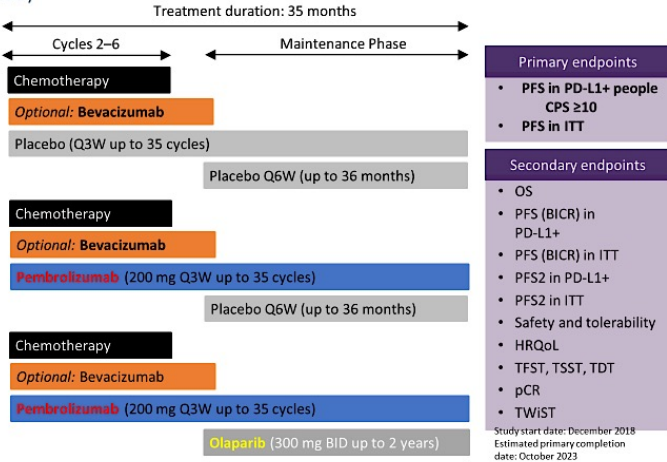 Treatment duration: 35 months
Cycles 2–6
Maintenance Phase
Chemotherapy
Optional: Bevacizumab
Placebo (Q3W up to 35 cycles)
Placebo Q6W (up to 36 months)
Chemotherapy
Optional: Bevacizumab
Pembrolizumab (200 mg Q3W up to 35 cycles)
Placebo Q6W (up to 36 months)
Chemotherapy
Optional: Bevacizumab
Pembrolizumab (200 mg Q3W up to 35 cycles)
Olaparib (300 mg BID up to 2 years)
Primary endpoints
• PFS in PD-L1+ people
CPS ≥10
• PFS in ITT
Secondary endpoints
• OS
• PFS (BICR) in
PD-L1+
• PFS (BICR) in ITT
• PFS2 in PD-L1+
• PFS2 in ITT
• Safety and tolerability
• HRQoL
• TFST, TSST, TDT
• pCR
• TWiST
Study start date: December 2018
Estimated primary completion
date: October 2023